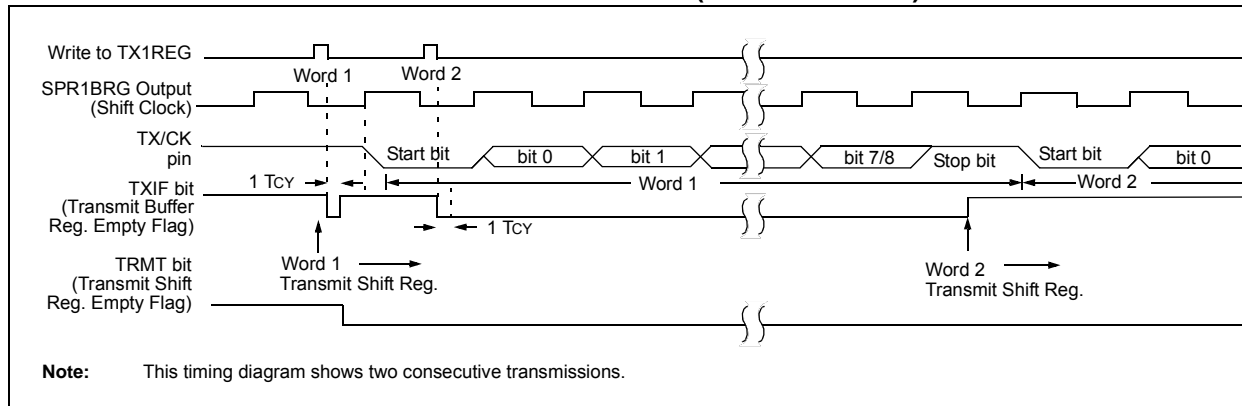 Write to TX1REG
Word 1
Word 2
SPR1BRG Output
(Shift Clock)
TX/CK
pin
Start bit
bit 0
bit 1
bit 7/8
Stop bit
Start bit
bit 0
1 TCY
Word 1
Word 2
TXIF bit
(Transmit Buffer
Reg. Empty Flag)
1 TCY
TRMT bit
(Transmit Shift
Reg. Empty Flag)
Word 1
Transmit Shift Reg.
Word 2
Transmit Shift Reg.
Note: This timing diagram shows two consecutive transmissions.